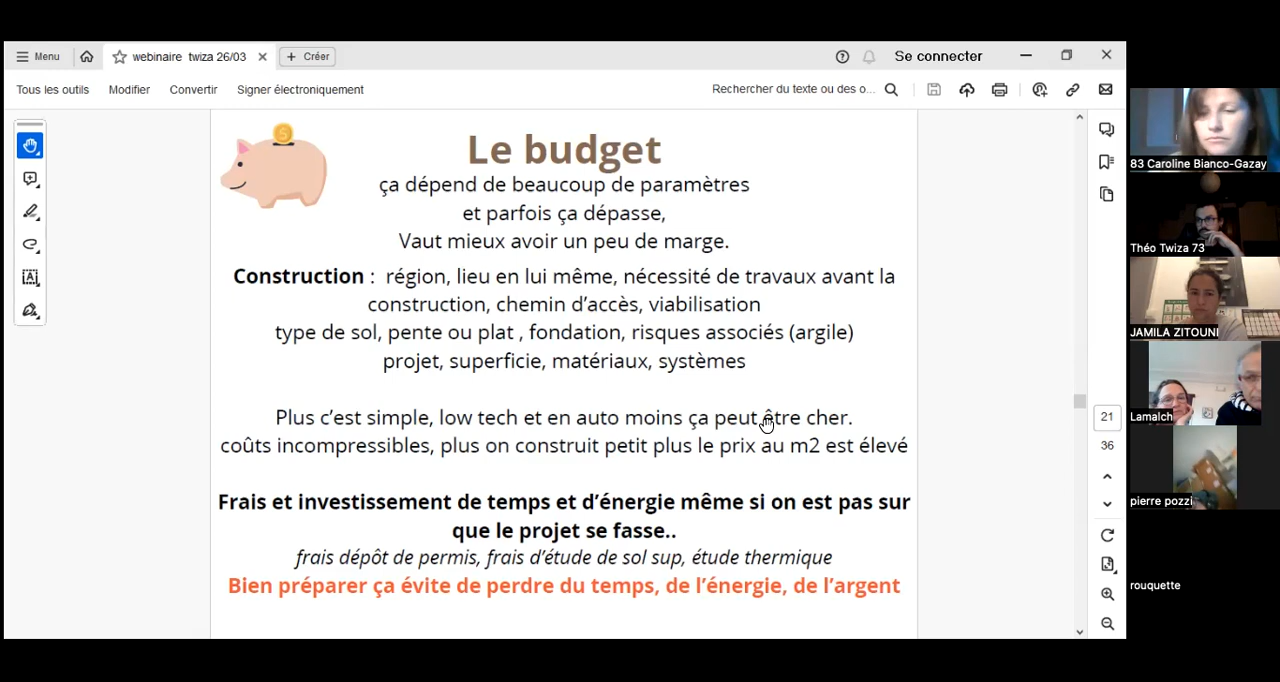 Menu
webinaire twiza 26/03
Créer
Se connecter
Tous les outils
Modifier
Convertir
Signer électroniquement
Rechercher du texte ou des o...
Le budget
ça dépend de beaucoup de paramètres
et parfois ça dépasse,
Vaut mieux avoir un peu de marge.
Construction : région, lieu en lui même, nécessité de travaux avant la
construction, chemin d'accès, viabilisation
type de sol, pente ou plat , fondation, risques associés (argile)
projet, superficie, matériaux, systèmes
Plus c'est simple, low tech et en auto moins ça peut être cher.
coûts incompressibles, plus on construit petit plus le prix au m2 est élevé
Frais et investissement de temps et d'énergie même si on est pas sur
que le projet se fasse..
frais dépôt de permis, frais d'étude de sol sup, étude thermique
Bien préparer ça évite de perdre du temps, de l'énergie, de l'argent
21
36
83 Caroline Bianco-Gazay
Théo Twiza 73
JAMILA ZITOUNI
Lamalch
pierre pozzi
rouquette